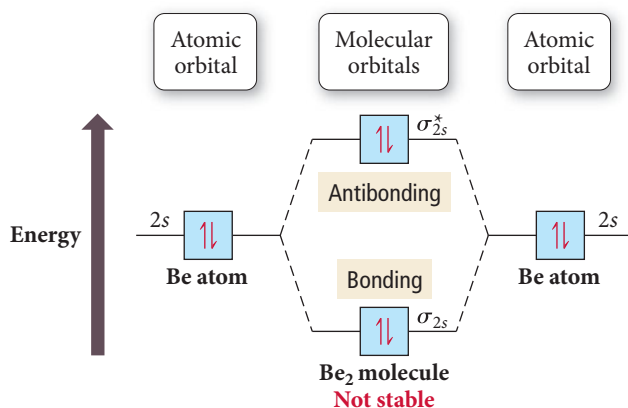 Atomic
orbital
Molecular
orbitals
Atomic
orbital
σ*2s
Antibonding
Energy
2s
Be atom
2s
Be atom
Bonding
σ2s
Be2 molecule
Not stable